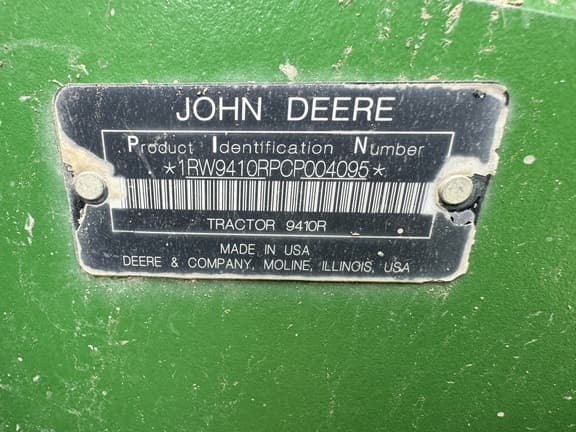 JOHN DEERE
Product Identification Number
*1RW9410RPCP004095*
TRACTOR 9410R
MADE IN USA
DEERE & COMPANY, MOLINE, ILLINOIS, USA